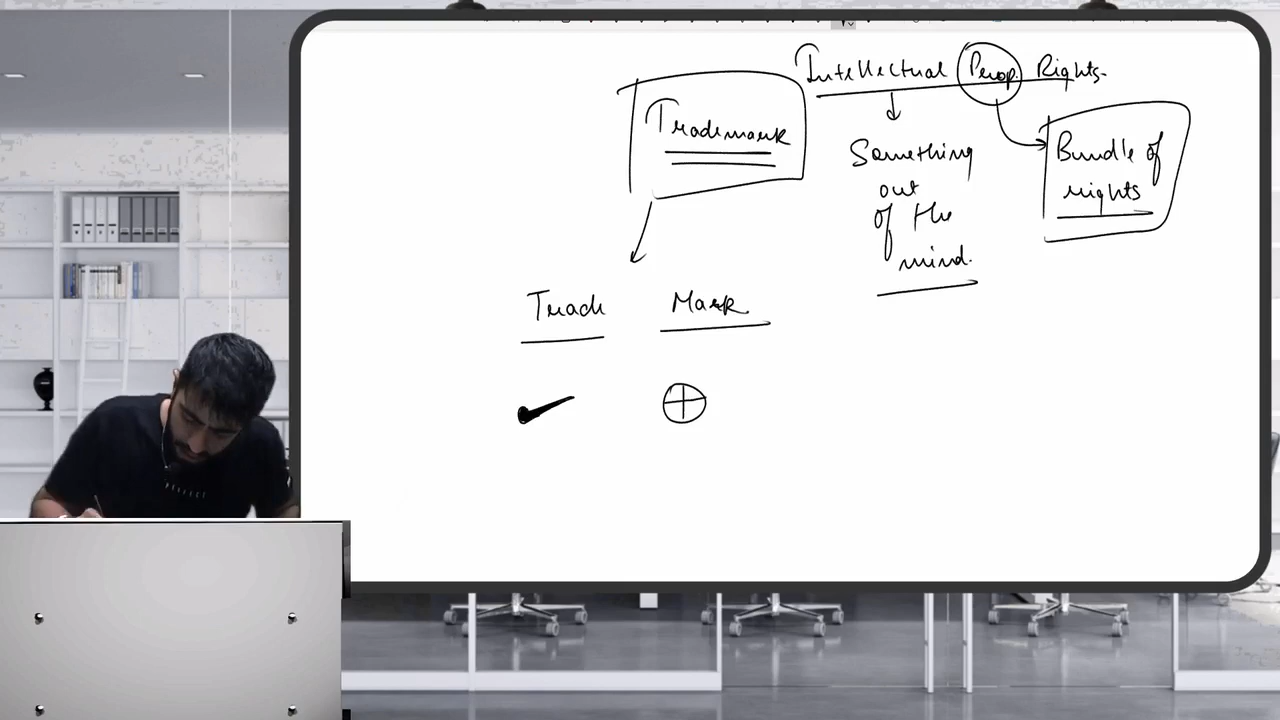 Intellectual Prop. Rights.
Trademark
Something
out
of the
mind.
Bundle of
rights
Trade Mark